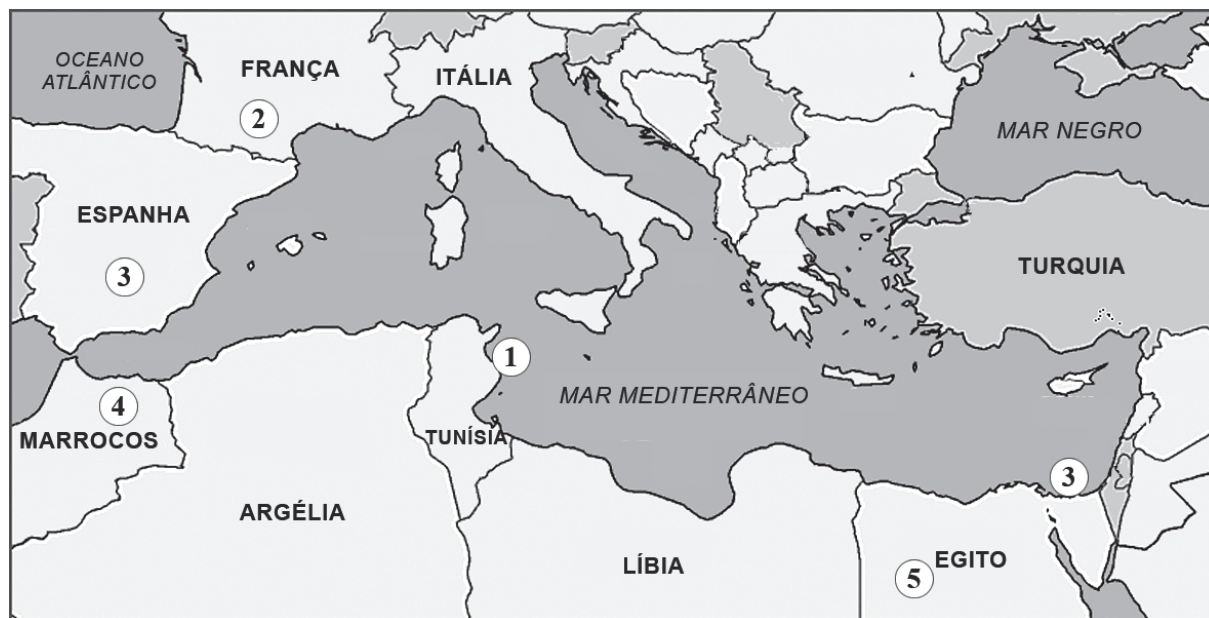 OCEANO
ATLÂNTICO
FRANÇA
ITÁLIA
2
MAR NEGRO
ESPANHA
3
TURQUIA
1
MAR MEDITERRÂNEO
4
MARROCOS
TUNÍSIA
3
ARGÉLIA
LÍBIA
EGITO
5